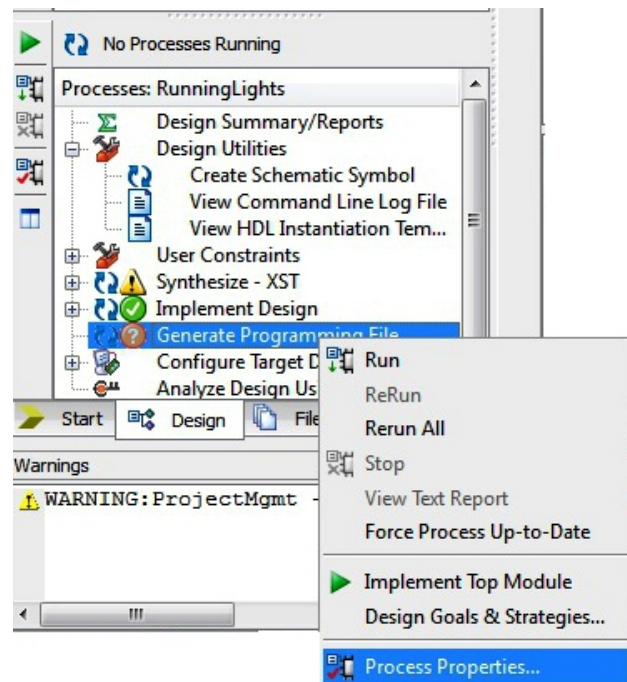 No Processes Running
Processes: RunningLights
Design Summary/Reports
Design Utilities
Create Schematic Symbol
View Command Line Log File
View HDL Instantiation Tem...
User Constraints
Synthesize - XST
Implement Design
Generate Programming File
Configure Target D
Analyze Design Us
Start Design File
Warnings
WARNING:ProjectMgmt -
Run
ReRun
Rerun All
Stop
View Text Report
Force Process Up-to-Date
Implement Top Module
Design Goals & Strategies...
Process Properties...